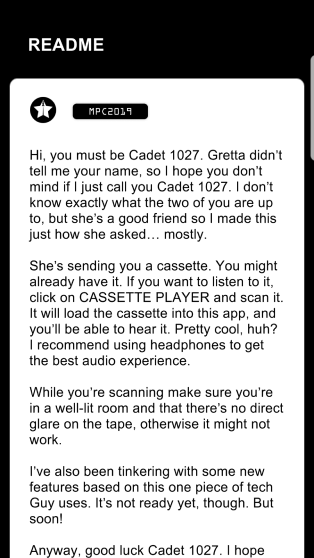 README
MPC2019
Hi, you must be Cadet 1027. Gretta didn't
tell me your name, so I hope you don't
mind if I just call you Cadet 1027. I don't
know exactly what the two of you are up
to, but she's a good friend so I made this
just how she asked... mostly.
She's sending you a cassette. You might
already have it. If you want to listen to it,
click on CASSETTE PLAYER and scan it.
It will load the cassette into this app, and
you'll be able to hear it. Pretty cool, huh?
I recommend using headphones to get
the best audio experience.
While you're scanning make sure you're
in a well-lit room and that there's no direct
glare on the tape, otherwise it might not
work.
I've also been tinkering with some new
features based on this one piece of tech
Guy uses. It's not ready yet, though. But
soon!
Anyway, good luck Cadet 1027. I hope